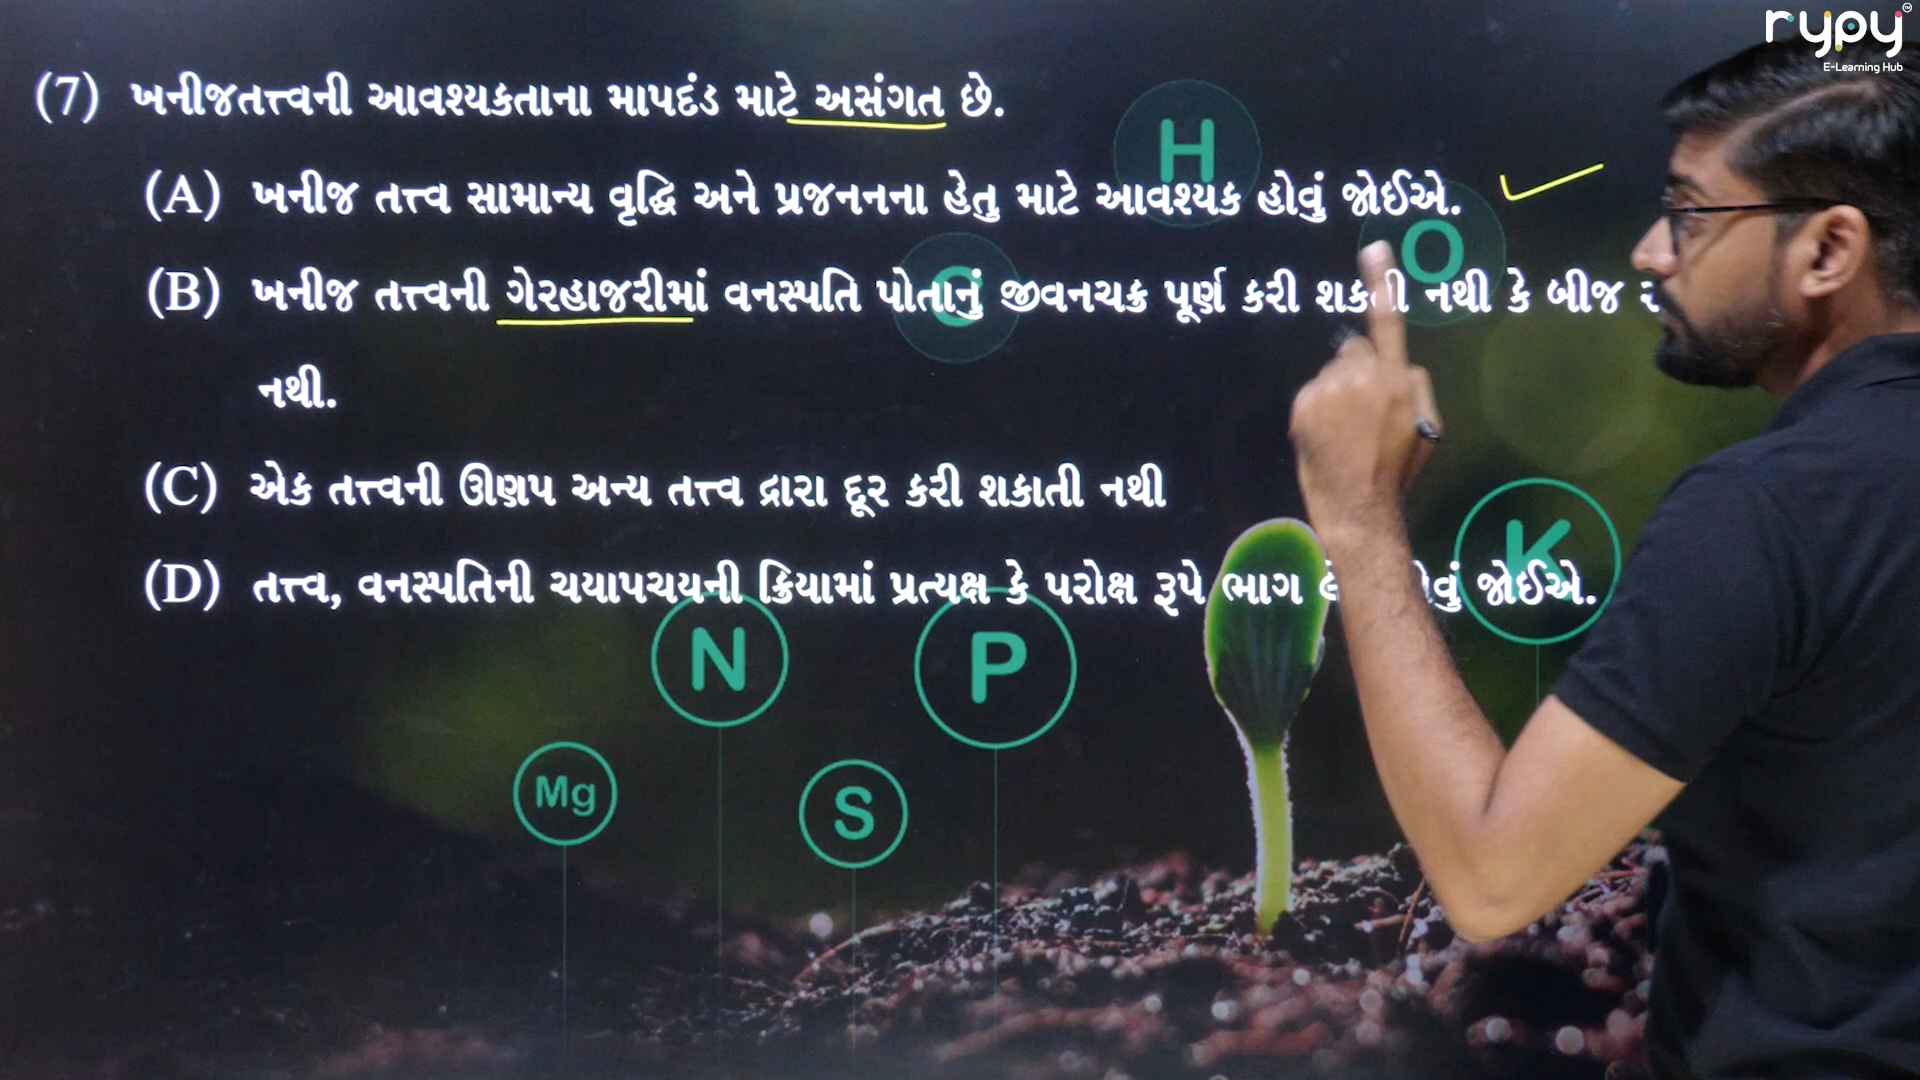 rypy
E-Learning Hub
(7) ખનીજતત્ત્વની આવશ્યકતાના માપદંડ માટે અસંગત છે.
(A) ખનીજ તત્ત્વ સામાન્ય વૃદ્ધિ અને પ્રજનનના હેતુ માટે આવશ્યક હોવું જોઈએ.
(B) ખનીજ તત્ત્વની ગેરહાજરીમાં વનસ્પતિ પોતાનું જીવનચક્ર પૂર્ણ કરી શકતી નથી કે બીજ
નથી.
(C) એક તત્ત્વની ઊણપ અન્ય તત્ત્વ દ્રારા દૂર કરી શકાતી નથી
(D) તત્ત્વ, વનસ્પતિની ચયાપચયની ક્રિયામાં પ્રત્યક્ષ કે પરોક્ષ રૂપે ભાગ જોઈએ.
H
O
C
K
N
P
Mg
S